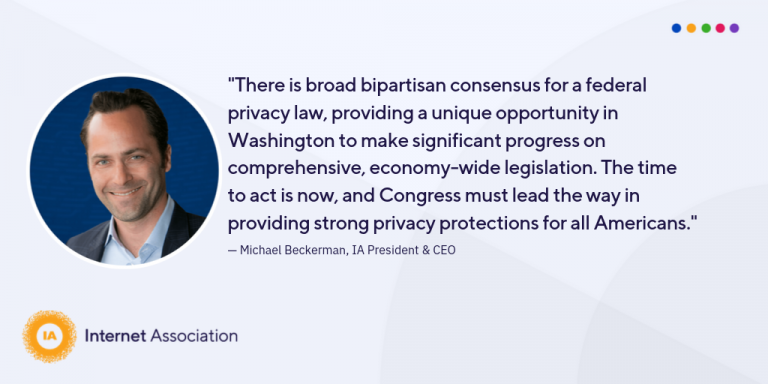 "There is broad bipartisan consensus for a federal
privacy law, providing a unique opportunity in
Washington to make significant progress on
comprehensive, economy-wide legislation. The time
to act is now, and Congress must lead the way in
providing strong privacy protections for all Americans."
— Michael Beckerman, IA President & CEO
IA
Internet Association